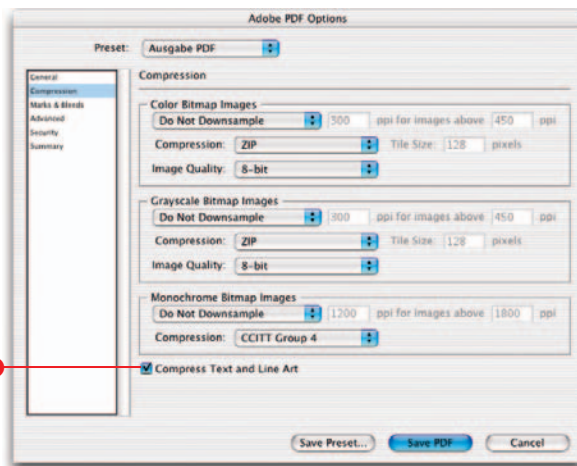 Adobe PDF Options
Preset: Ausgabe PDF
General
Compression
Marks & Bleeds
Advanced
Security
Summary
Compression
Color Bitmap Images
Do Not Downsample 300 ppi for images above 450 ppi
Compression: ZIP Tile Size: 128 pixels
Image Quality: 8-bit
Grayscale Bitmap Images
Do Not Downsample 300 ppi for images above 450 ppi
Compression: ZIP Tile Size: 128 pixels
Image Quality: 8-bit
Monochrome Bitmap Images
Do Not Downsample 1200 ppi for images above 1800 ppi
Compression: CCITT Group 4
Compress Text and Line Art
Save Preset... Save PDF Cancel